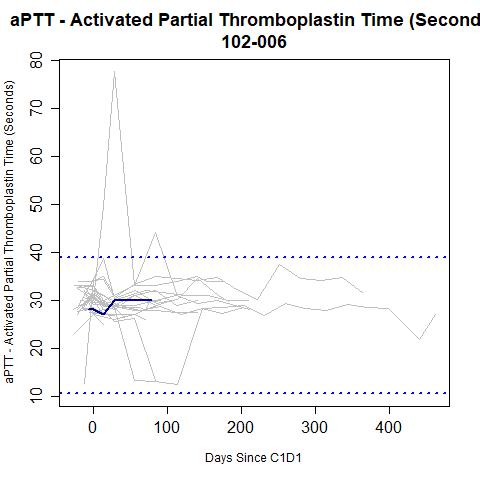 aPTT - Activated Partial Thromboplastin Time (Second
102-006
aPTT - Activated Partial Thromboplastin Time (Seconds)
80
70
60
50
40
30
20
10
0 100 200 300 400
Days Since C1D1